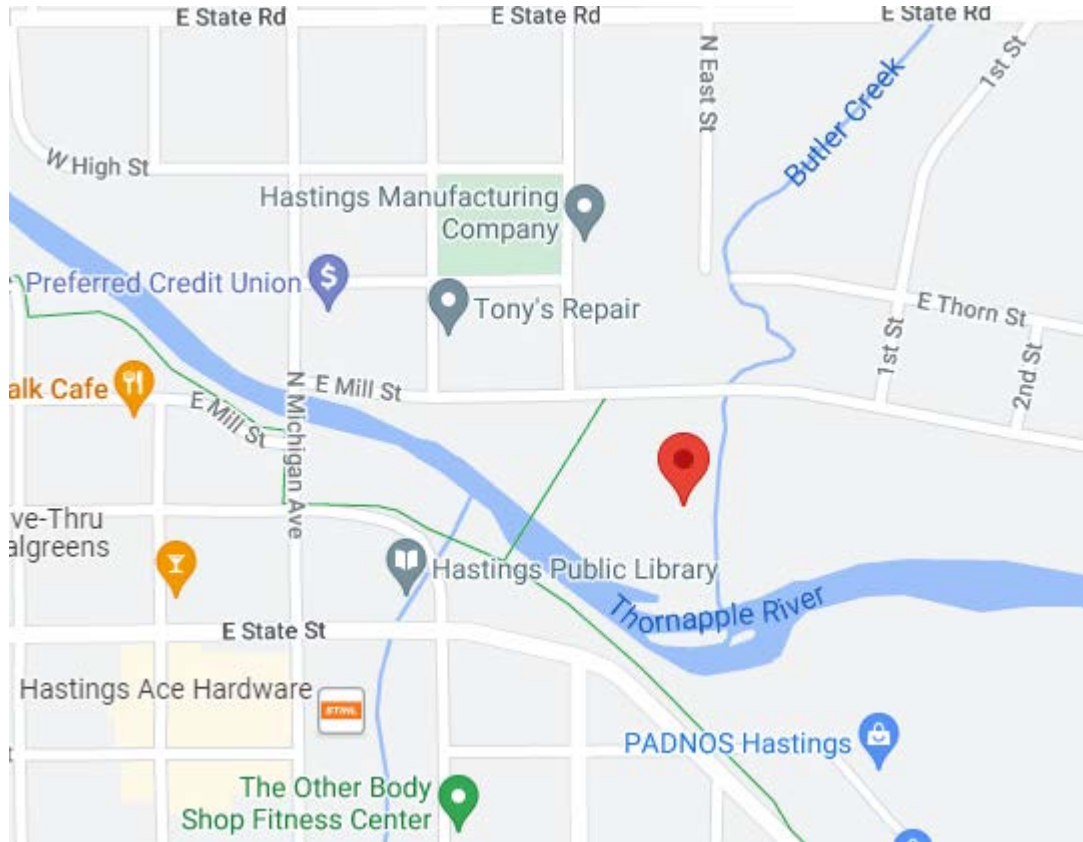 E State Rd
E State Rd
E State Rd
N East St
1st St
Butler Creek
W High St
Hastings Manufacturing
Company
Preferred Credit Union
$
Tony's Repair
E Thorn St
1st St
2nd St
E Mill St
alk Cafe
E Mill St
N Michigan Ave
ve-Thru
algreens
Hastings Public Library
Thornapple River
E State St
Hastings Ace Hardware
STIHL
PADNOS Hastings
The Other Body
Shop Fitness Center